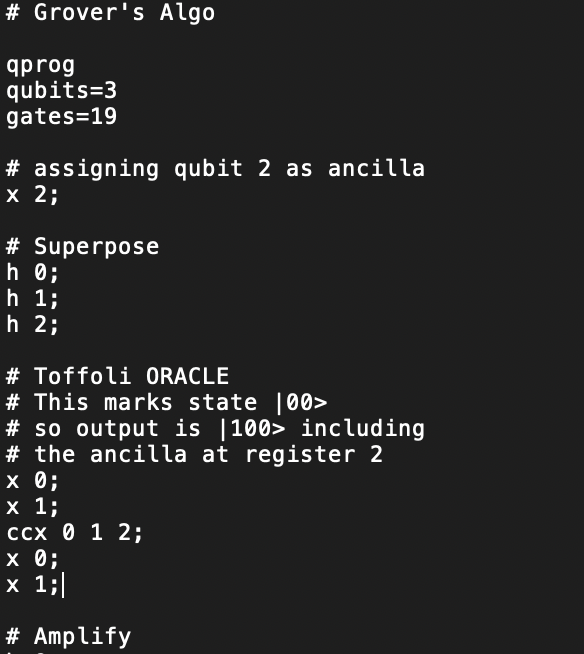 # Grover's Algo
qprog
qubits=3
gates=19
# assigning qubit 2 as ancilla
x 2;
# Superpose
h 0;
h 1;
h 2;
# Toffoli ORACLE
# This marks state |00>
# so output is |100> including
# the ancilla at register 2
x 0;
x 1;
ccx 0 1 2;
x 0;
x 1;
# Amplify